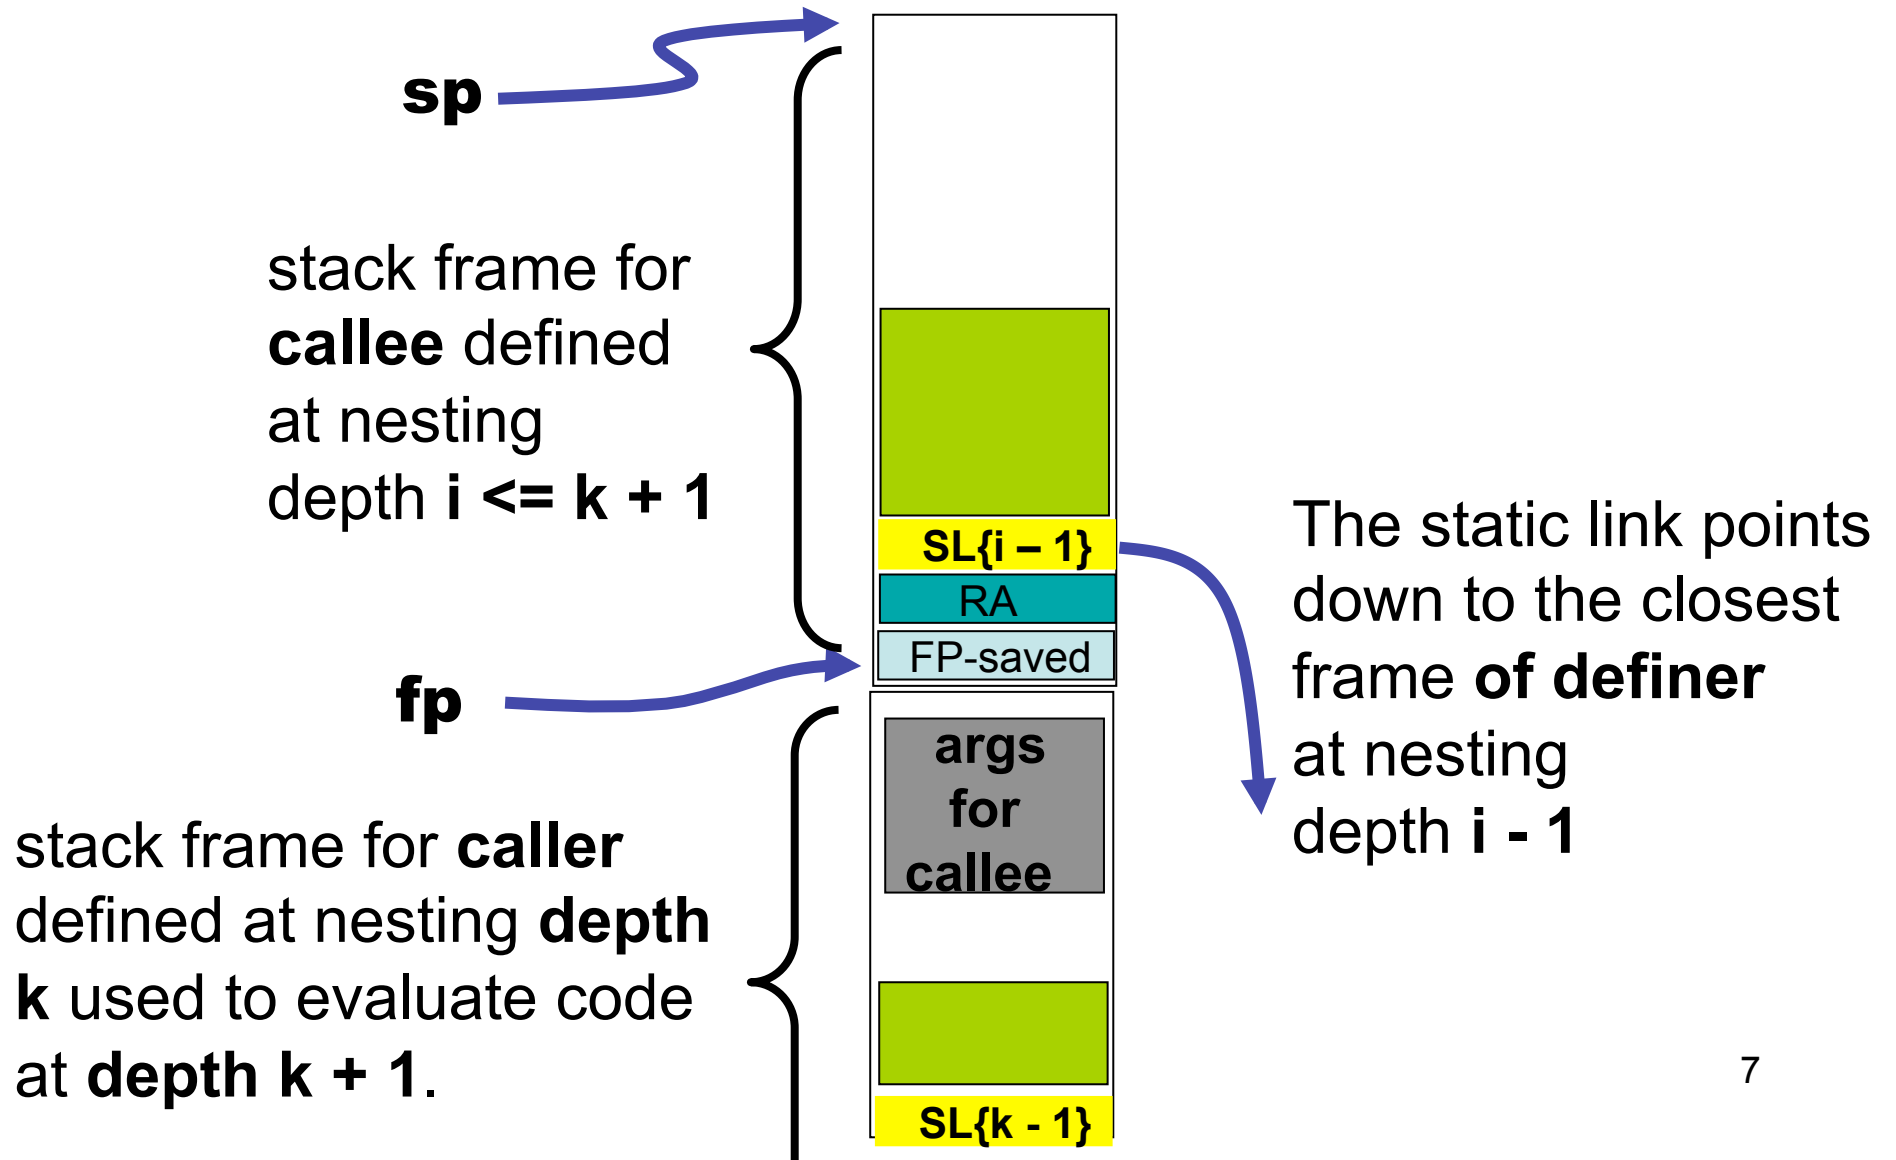 sp
stack frame for
callee defined
at nesting
depth i <= k + 1
SL{i – 1}
RA
FP-saved
fp
The static link points
down to the closest
frame of definer
at nesting
depth i - 1
args
for
callee
stack frame for caller
defined at nesting depth
k used to evaluate code
at depth k + 1.
SL{k - 1}
7